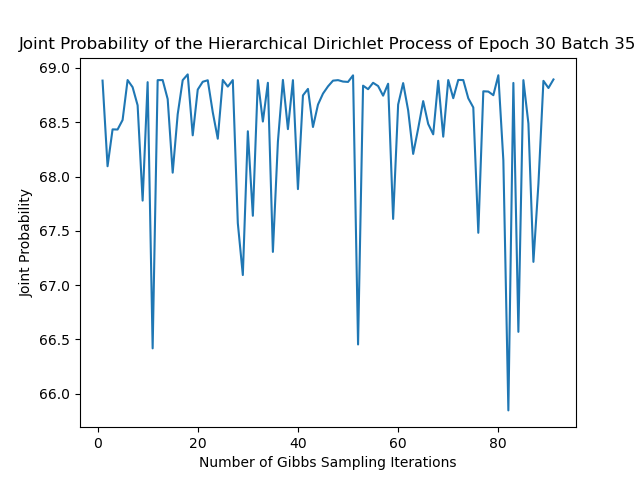 Joint Probability of the Hierarchical Dirichlet Process of Epoch 30 Batch 35
69.0
68.5
68.0
67.5
67.0
66.5
66.0
Joint Probability
0 20 40 60 80
Number of Gibbs Sampling Iterations